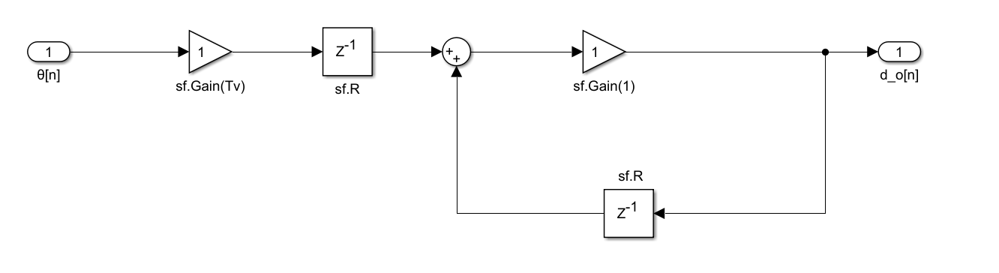 1
θ[n]
1
sf.Gain(Tv)
Z-1
sf.R
+
+
1
sf.Gain(1)
1
d_o[n]
sf.R
Z-1